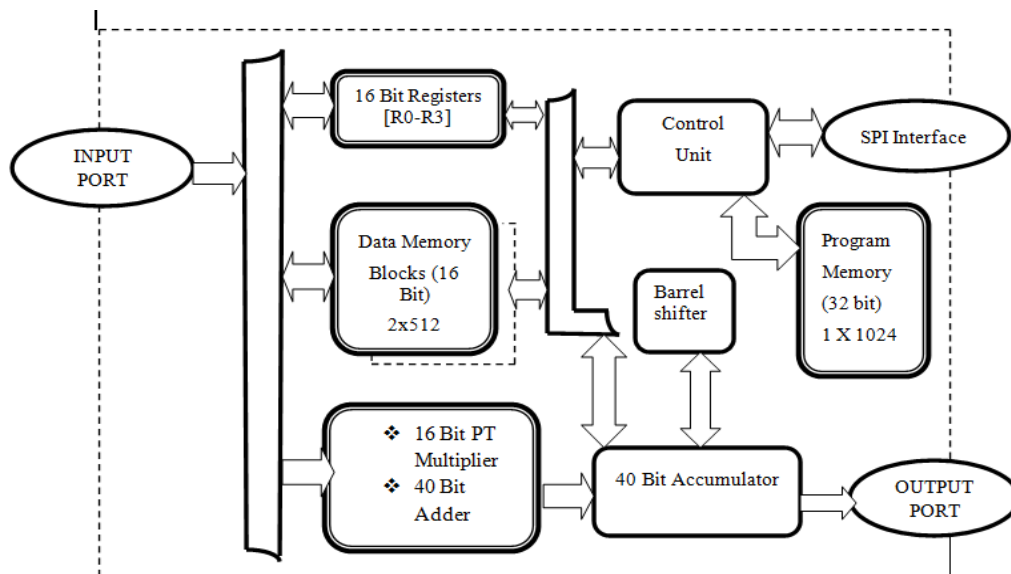 INPUT
PORT
16 Bit Registers
[R0-R3]
Data Memory
Blocks (16
Bit)
2x512
❖ 16 Bit PT
Multiplier
❖ 40 Bit
Adder
Control
Unit
SPI Interface
Barrel
shifter
Program
Memory
(32 bit)
1 X 1024
40 Bit Accumulator
OUTPUT
PORT